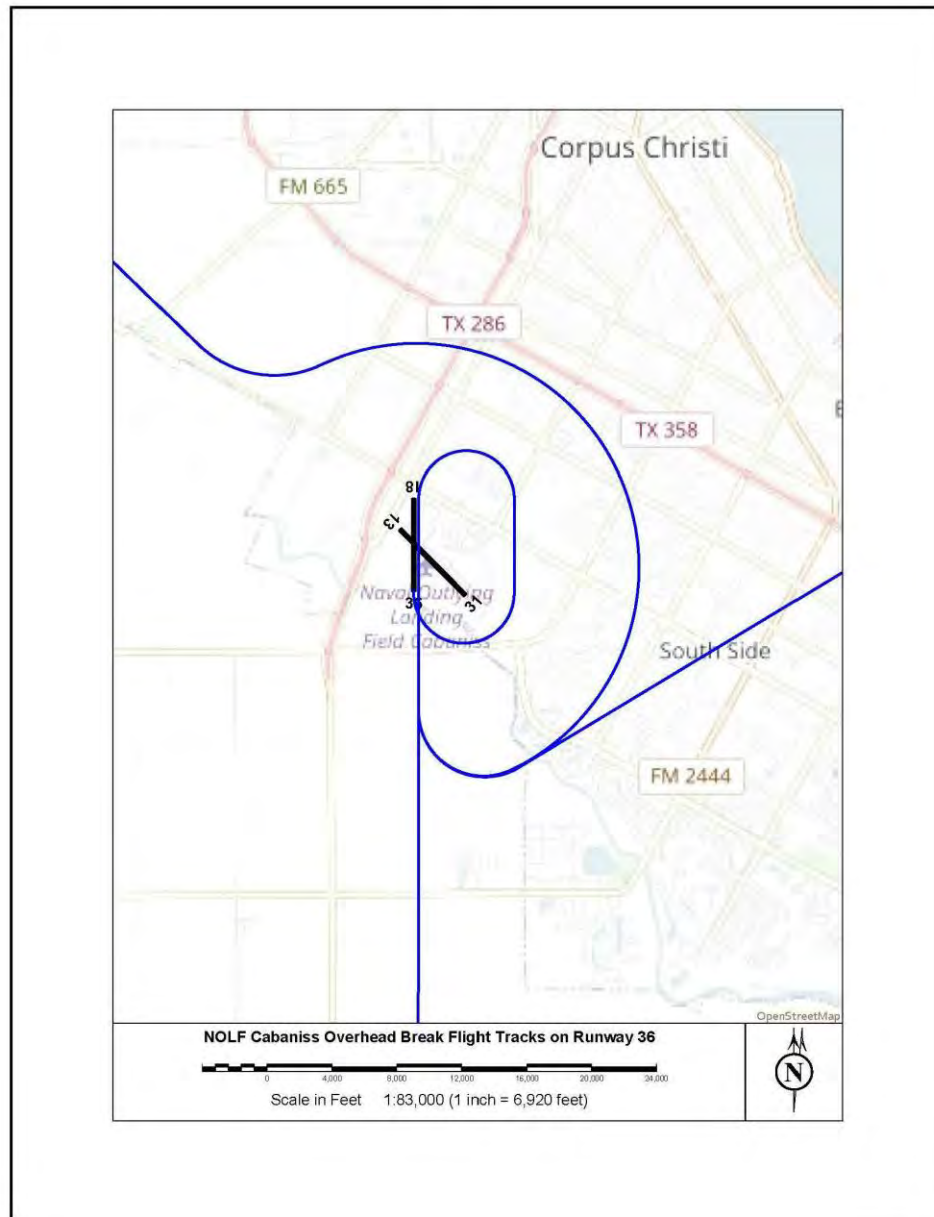 Corpus Christi
FM 665
TX 286
TX 358
18
13
36
31
Naval Outlying
Landing
Field Cabaniss
South Side
FM 2444
OpenStreetMap
NOLF Cabaniss Overhead Break Flight Tracks on Runway 36
0 4,000 8,000 12,000 16,000 20,000 24,000
Scale in Feet 1:83,000 (1 inch = 6,920 feet)
N